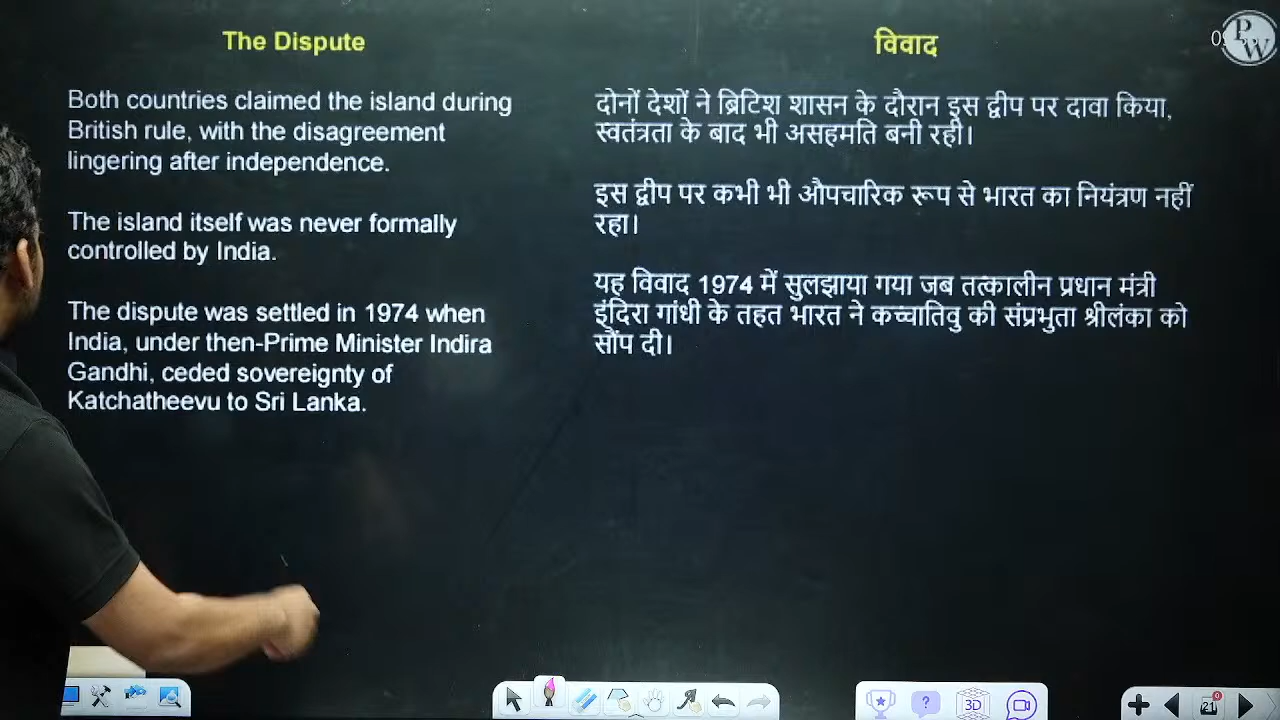 The Dispute
Both countries claimed the island during
British rule, with the disagreement
lingering after independence.
The island itself was never formally
controlled by India.
The dispute was settled in 1974 when
India, under then-Prime Minister Indira
Gandhi, ceded sovereignty of
Katchatheevu to Sri Lanka.
विवाद
दोनों देशों ने ब्रिटिश शासन के दौरान इस द्वीप पर दावा किया,
स्वतंत्रता के बाद भी असहमति बनी रही।
इस द्वीप पर कभी भी औपचारिक रूप से भारत का नियंत्रण नहीं
रहा।
यह विवाद 1974 में सुलझाया गया जब तत्कालीन प्रधान मंत्री
इंदिरा गांधी के तहत भारत ने कच्चातिवु की संप्रभुता श्रीलंका को
सौंप दी।
PW
3D
21